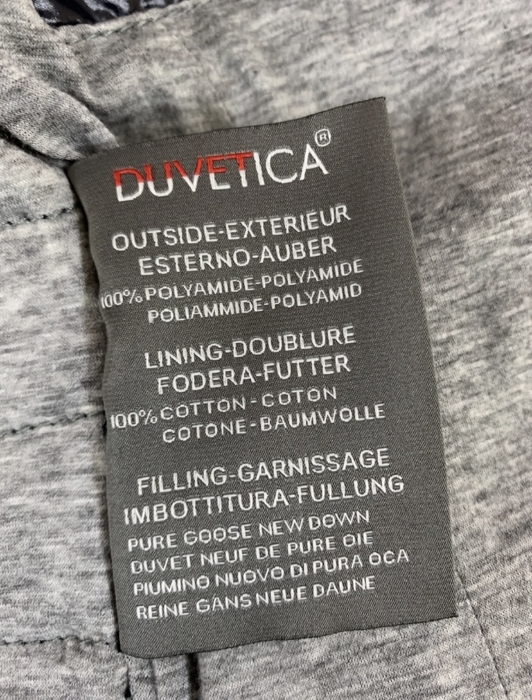 DUVETICA®
OUTSIDE-EXTERIEUR
ESTERNO-AUBER
100% POLYAMIDE-POLYAMIDE
POLIAMMIDE-POLYAMID
LINING-DOUBLURE
FODERA-FUTTER
100% COTTON-COTON
COTONE-BAUMWOLLE
FILLING-GARNISSAGE
IMBOTTITURA-FULLUNG
PURE GOOSE NEW DOWN
DUVET NEUF DE PURE OIE
PIUMINO NUOVO DI PURA OCA
REINE GANS NEUE DAUNE